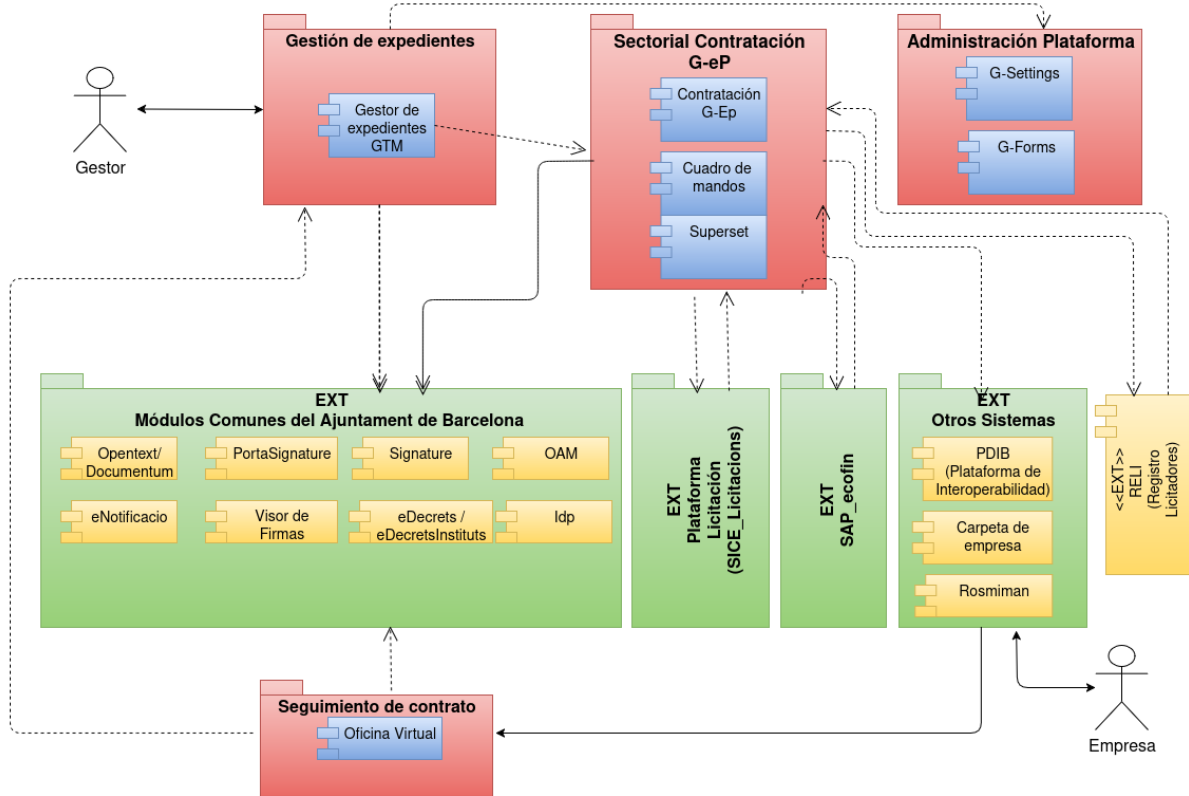 Gestión de expedientes
Gestor de
expedientes
GTM
Sectorial Contratación
G-eP
Contratación
G-Ep
Cuadro de
mandos
Superset
Administración Plataforma
G-Settings
G-Forms
Gestor
EXT
Módulos Comunes del Ajuntament de Barcelona
Opentext/
Documentum
PortaSignature
Signature
OAM
eNotificacio
Visor de
Firmas
eDecrets /
eDecretsInstituts
Idp
EXT
Plataforma
Licitación
(SICE_Licitacions)
EXT
SAP_ecofin
EXT
Otros Sistemas
PDIB
(Plataforma de
Interoperabilidad)
Carpeta de
empresa
Rosmiman
<<EXT>>
RELI
(Registro
Licitadores)
Seguimiento de contrato
Oficina Virtual
Empresa